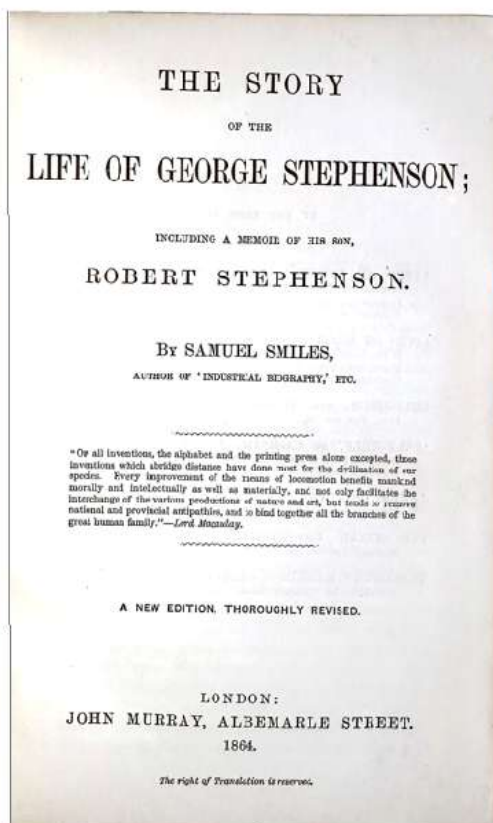 THE STORY
OF THE
LIFE OF GEORGE STEPHENSON;
INCLUDING A MEMOIR OF HIS SON,
ROBERT STEPHENSON.
BY SAMUEL SMILES,
AUTHOR OF 'INDUSTRIAL BIOGRAPHY,' ETC.
"Of all inventions, the alphabet and the printing press alone excepted, those
inventions which abridge distance have done most for the civilisation of our
species. Every improvement of the means of locomotion benefits mankind
morally and intellectually as well as materially, and not only facilitates the
interchange of the various productions of nature and art, but tends to remove
national and provincial antipathies, and to bind together all the branches of the
great human family."—Lord Macaulay.
A NEW EDITION, THOROUGHLY REVISED.
LONDON:
JOHN MURRAY, ALBEMARLE STREET.
1864.
The right of Translation is reserved.